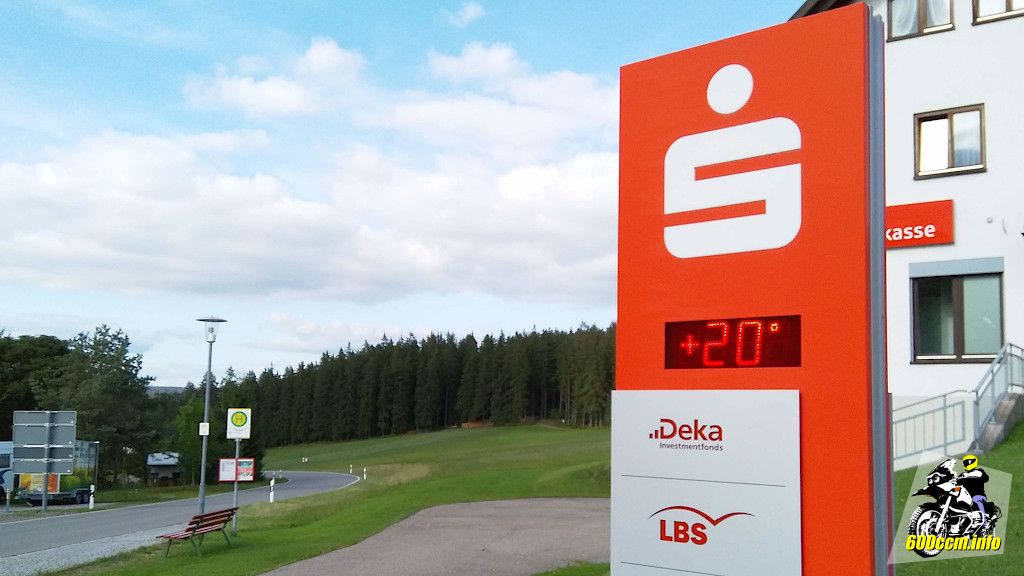 kasse
+20°
Deka
Investmentfonds
LBS
H
600ccm.info